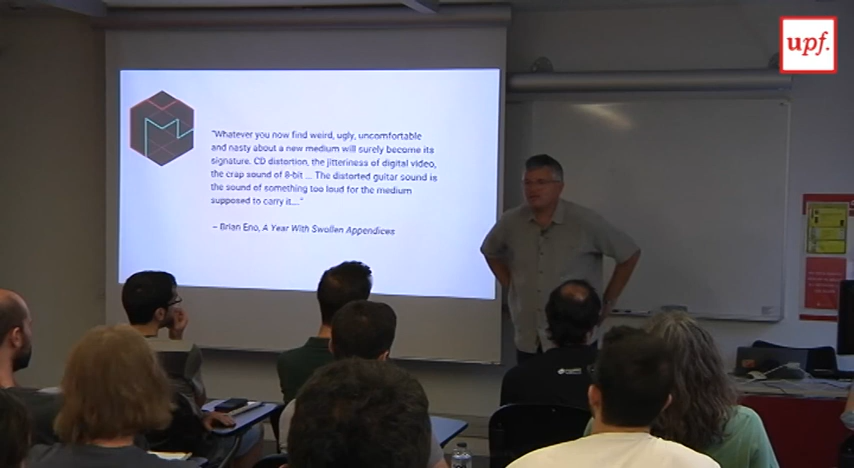 upf.
"Whatever you now find weird, ugly, uncomfortable
and nasty about a new medium will surely become its
signature. CD distortion, the jitteriness of digital video,
the crap sound of 8-bit ... The distorted guitar sound is
the sound of something too loud for the medium
supposed to carry it...."
– Brian Eno, A Year With Swollen Appendices